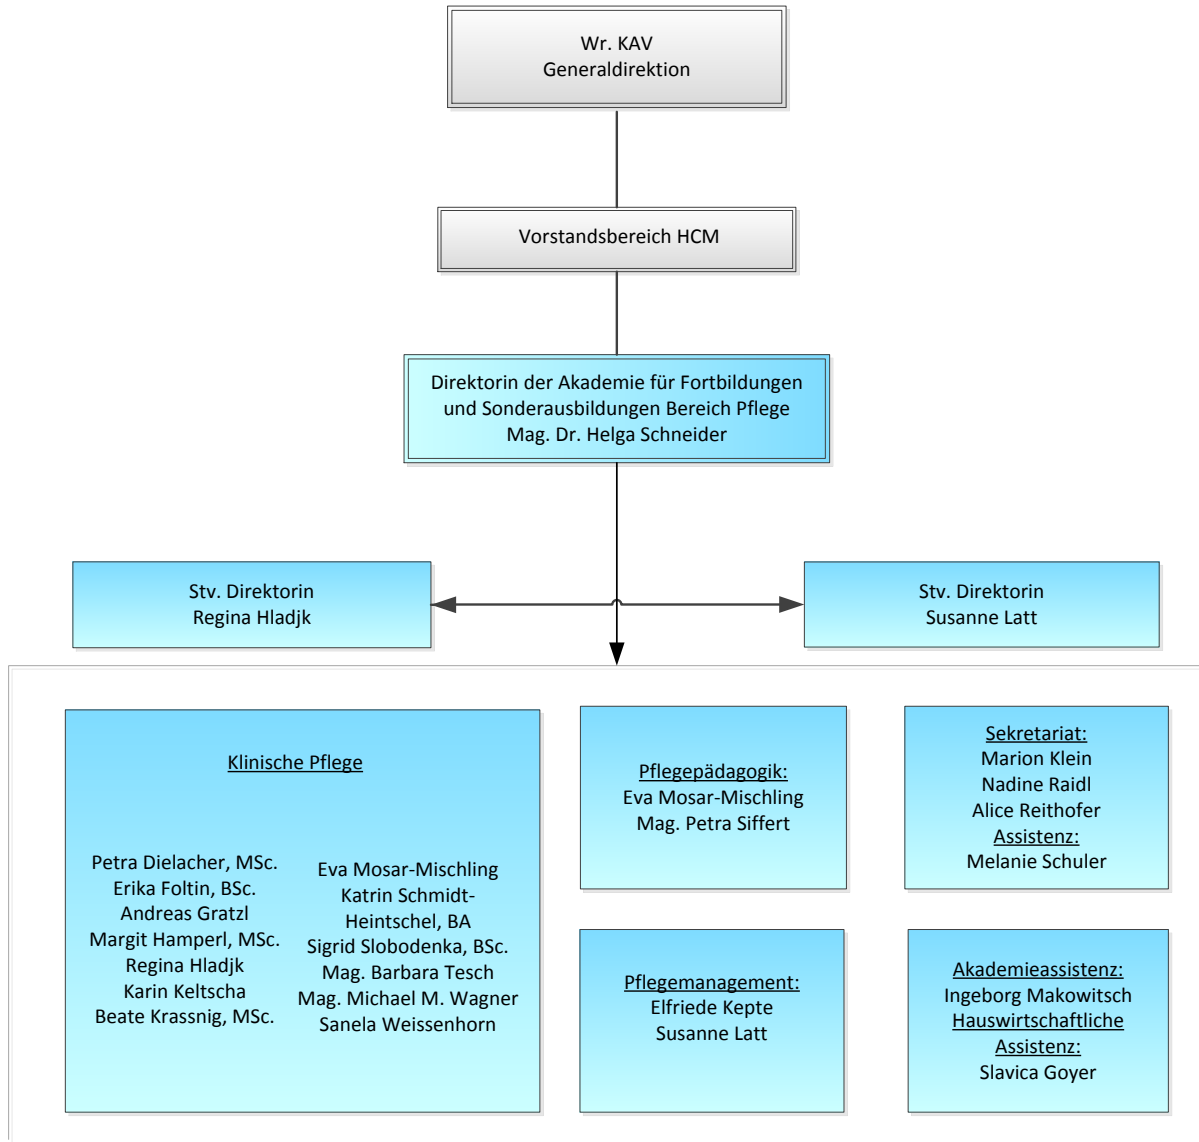 Wr. KAV
Generaldirektion
Vorstandsbereich HCM
Direktorin der Akademie für Fortbildungen
und Sonderausbildungen Bereich Pflege
Mag. Dr. Helga Schneider
Stv. Direktorin
Regina Hladjk
Stv. Direktorin
Susanne Latt
Klinische Pflege
Petra Dielacher, MSc.
Erika Foltin, BSc.
Andreas Gratzl
Margit Hamperl, MSc.
Regina Hladjk
Karin Keltscha
Beate Krassnig, MSc.
Eva Mosar-Mischling
Katrin Schmidt-
Heintschel, BA
Sigrid Slobodenka, BSc.
Mag. Barbara Tesch
Mag. Michael M. Wagner
Sanela Weissenhorn
Pflegepädagogik:
Eva Mosar-Mischling
Mag. Petra Siffert
Sekretariat:
Marion Klein
Nadine Raidl
Alice Reithofer
Assistenz:
Melanie Schuler
Pflegemanagement:
Elfriede Kepte
Susanne Latt
Akademieassistenz:
Ingeborg Makowitsch
Hauswirtschaftliche
Assistenz:
Slavica Goyer